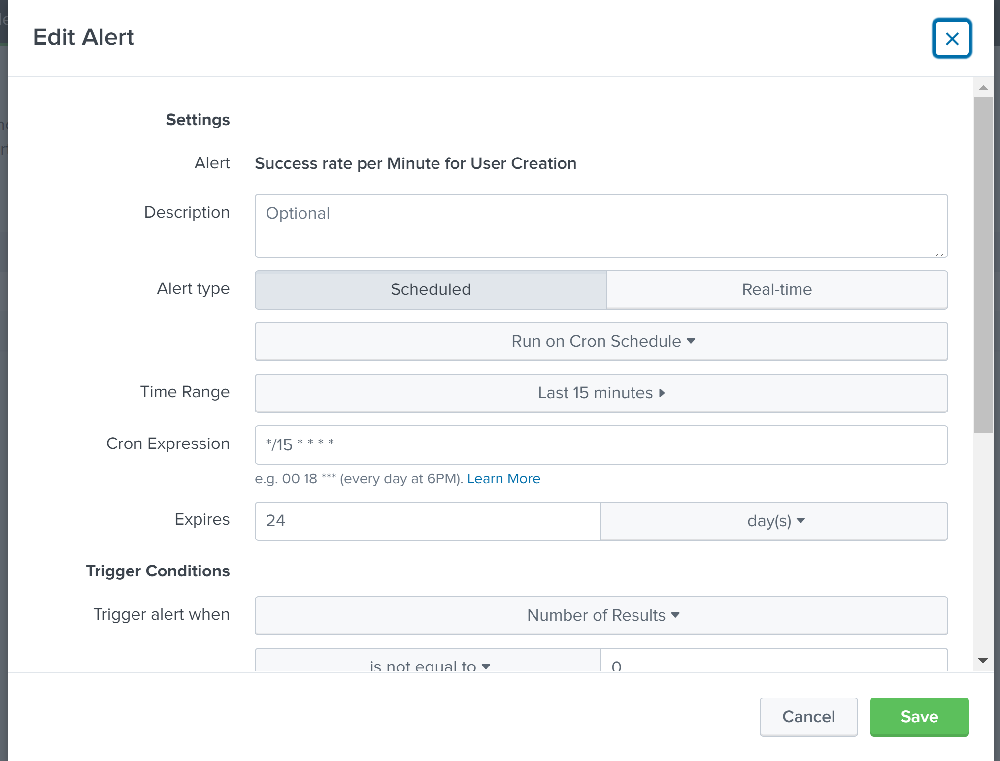 Edit Alert
Settings
Alert Success rate per Minute for User Creation
Description Optional
Alert type Scheduled Real-time
Run on Cron Schedule
Time Range Last 15 minutes
Cron Expression */15 * * * *
e.g. 00 18 *** (every day at 6PM). Learn More
Expires 24 day(s)
Trigger Conditions
Trigger alert when Number of Results
is not equal to 0
Cancel Save